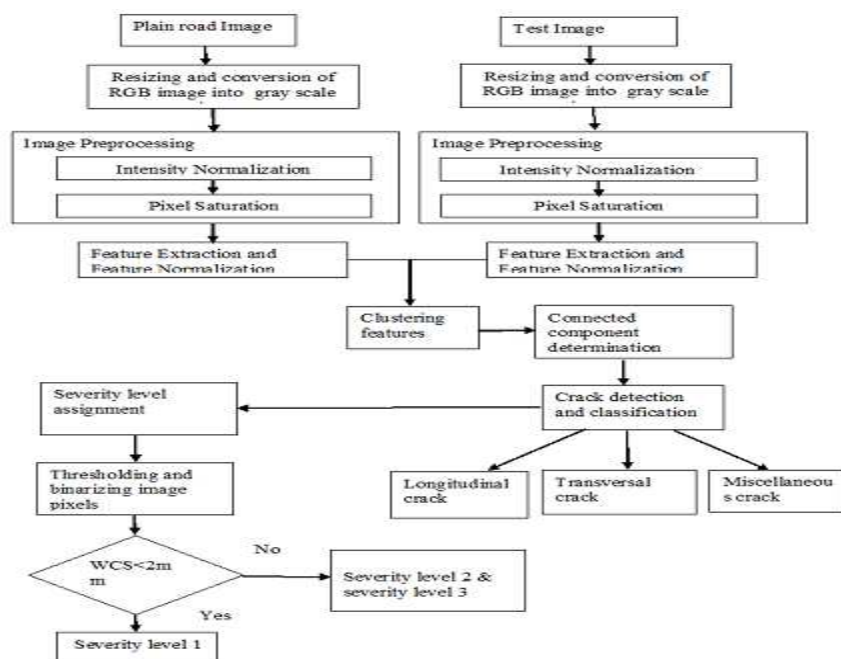 Plain road Image
Test Image
Resizing and conversion of
RGB image into gray scale
Resizing and conversion of
RGB image into gray scale
Image Preprocessing
Intensity Normalization
Pixel Saturation
Image Preprocessing
Intensity Normalization
Pixel Saturation
Feature Extraction and
Feature Normalization
Feature Extraction and
Feature Normalization
Clustering
features
Connected
component
determination
Severity level
assignment
Crack detection
and classification
Thresholding and
binarizing image
pixels
Longitudinal
crack
Transversal
crack
Miscellaneou
s crack
WCS<2m
m
No
Severity level 2 &
severity level 3
Yes
Severity level 1